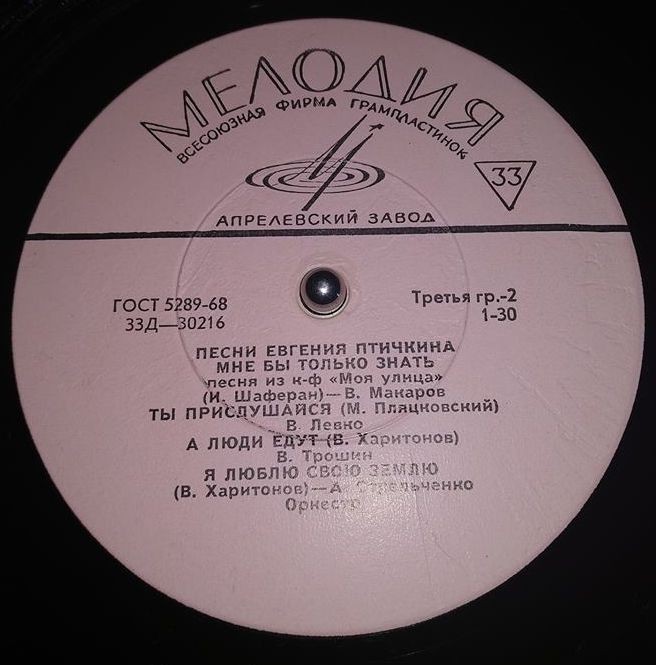 МЕЛОДИЯ
ВСЕСОЮЗНАЯ ФИРМА ГРАМПЛАСТИНОК
33
АПРЕЛЕВСКИЙ ЗАВОД
ГОСТ 5289-68
33Д—30216
Третья гр.-2
1-30
ПЕСНИ ЕВГЕНИЯ ПТИЧКИНА
МНЕ БЫ ТОЛЬКО ЗНАТЬ
песня из к-ф «Моя улица»
(И. Шаферан)—В. Макаров
ТЫ ПРИСЛУШАЙСЯ (М. Пляцковский)
В. Левко
А ЛЮДИ ЕДУТ (В. Харитонов)
В. Трошин
Я ЛЮБЛЮ СВОЮ ЗЕМЛЮ
(В. Харитонов)—А. Стрельченко
Оркестр